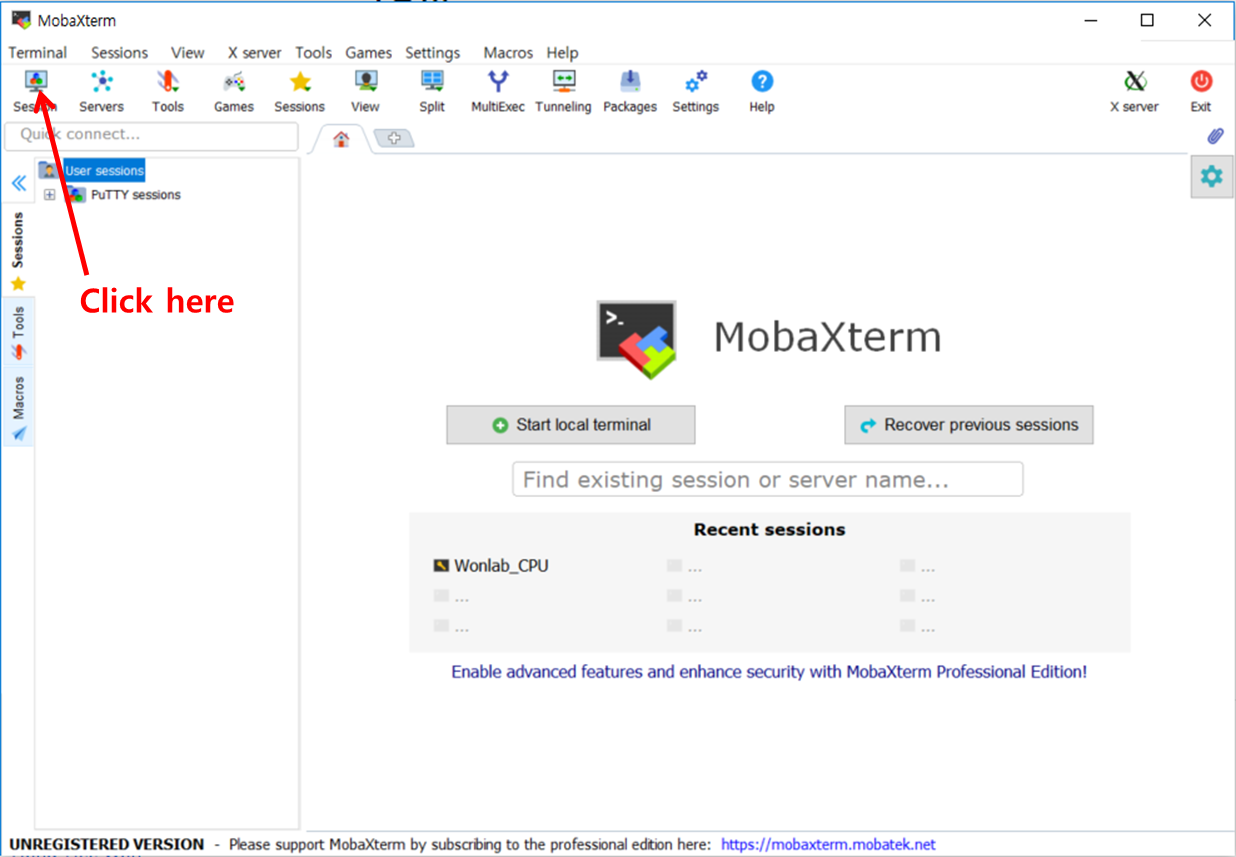 MobaXterm
Terminal Sessions View X server Tools Games Settings Macros Help
Session Servers Tools Games Sessions View Split MultiExec Tunneling Packages Settings Help X server Exit
Quick connect...
User sessions
PuTTY sessions
Sessions
Tools
Macros
Click here
>_
MobaXterm
Start local terminal
Recover previous sessions
Find existing session or server name...
Recent sessions
Wonlab_CPU ... ...
... ... ...
... ... ...
Enable advanced features and enhance security with MobaXterm Professional Edition!
UNREGISTERED VERSION - Please support MobaXterm by subscribing to the professional edition here: https://mobaxterm.mobatek.net